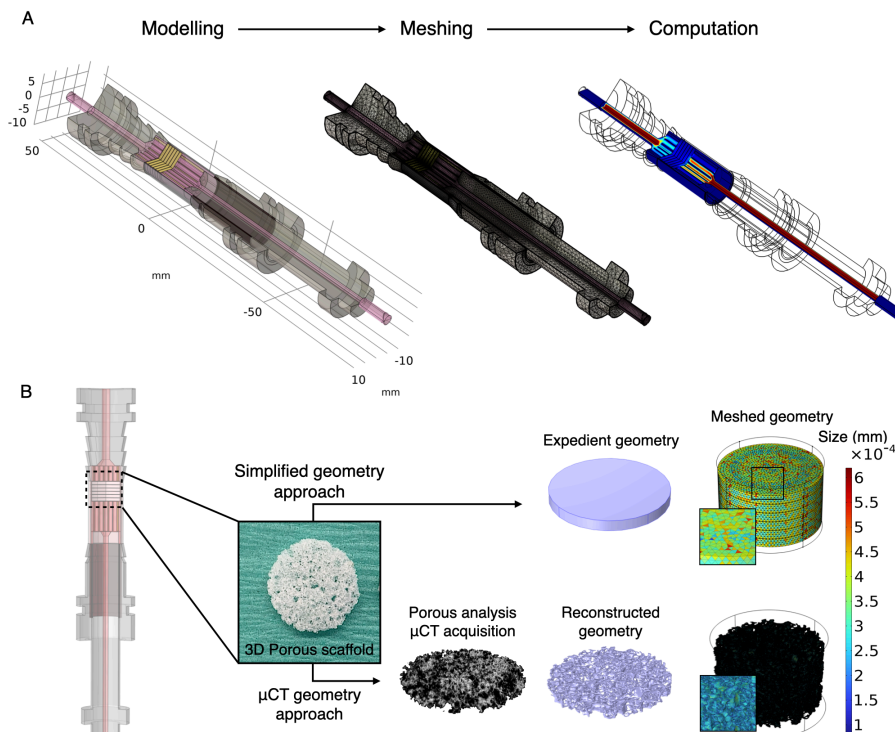 A
Modelling
Meshing
Computation
5
0
-5
-10
50
0
mm
-50
-10
10
mm
B
Simplified geometry
approach
3D Porous scaffold
µCT geometry
approach
Expedient geometry
Meshed geometry
Size (mm)
×10⁻⁴
6
5.5
5
4.5
4
3.5
3
2.5
2
1.5
1
Porous analysis
µCT acquisition
Reconstructed
geometry